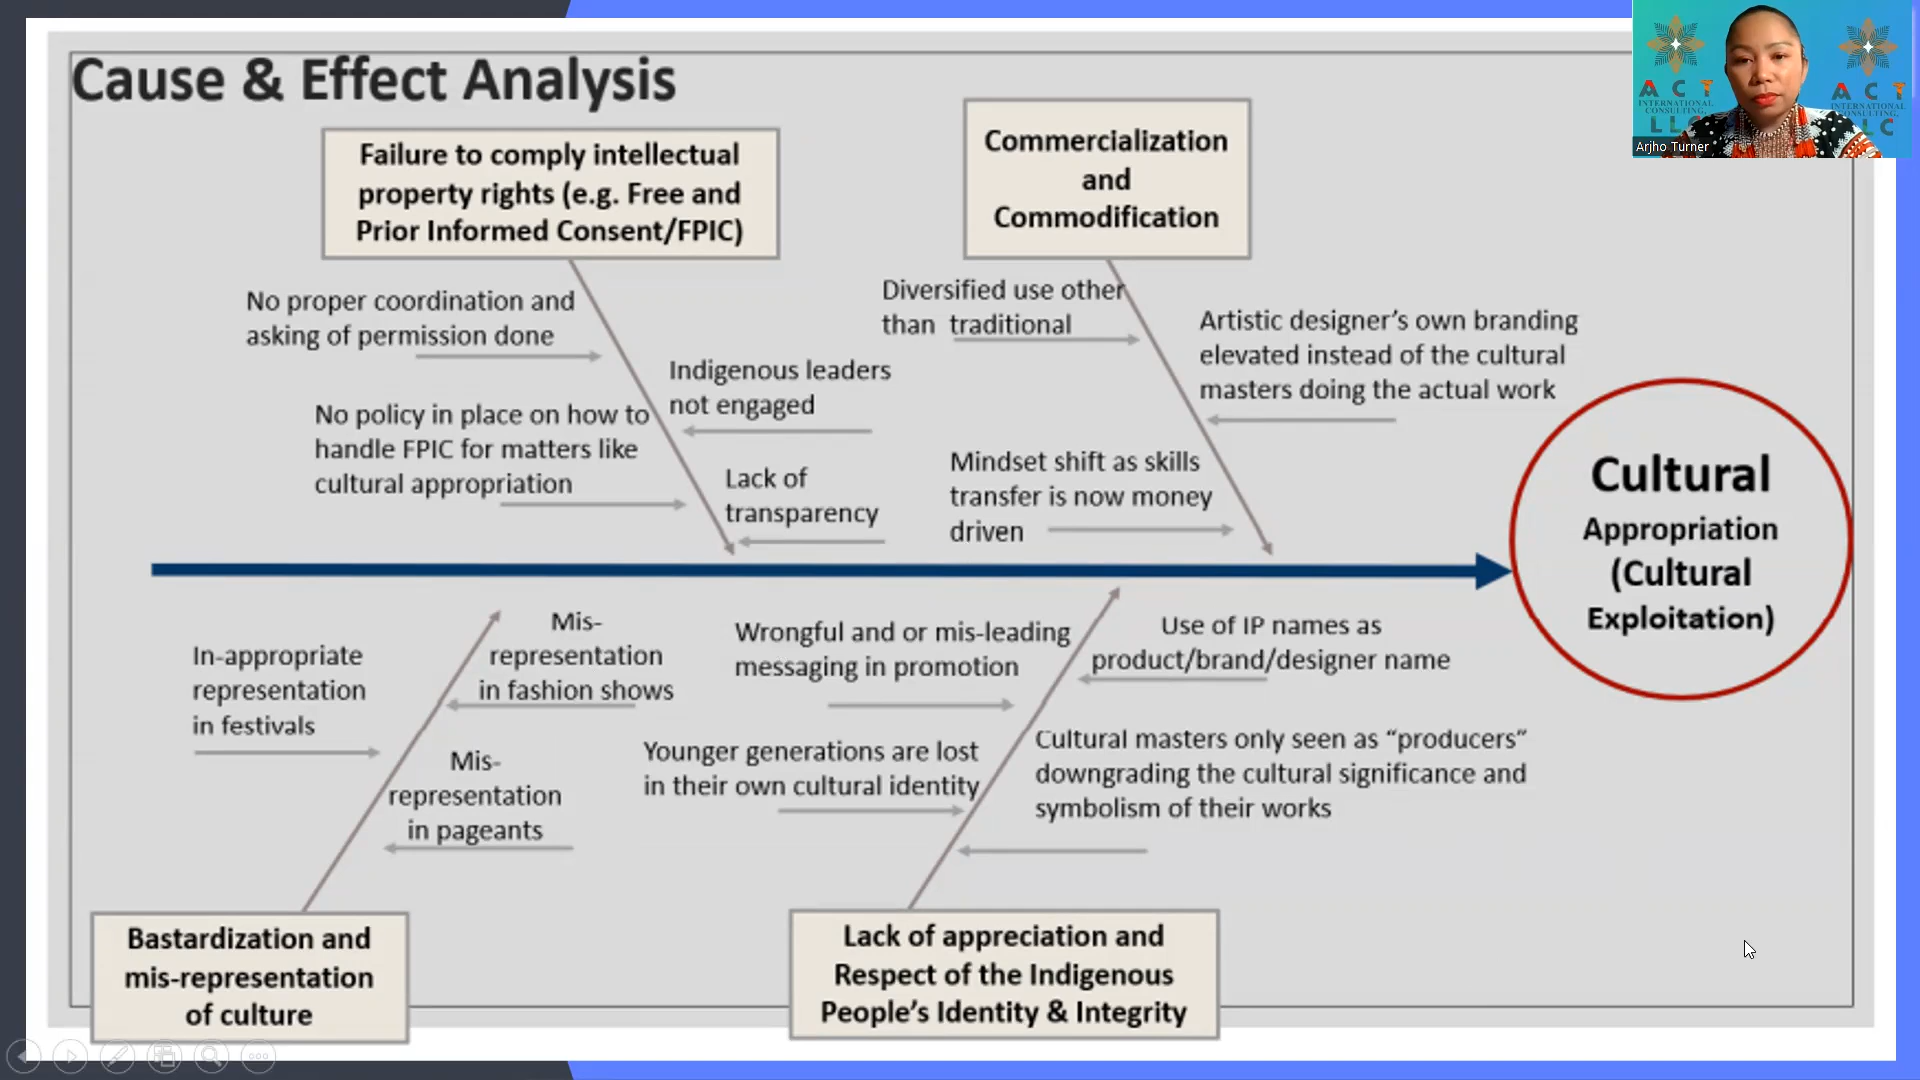 Cause & Effect Analysis
Failure to comply intellectual
property rights (e.g. Free and
Prior Informed Consent/FPIC)
Commercialization
and
Commodification
No proper coordination and
asking of permission done
No policy in place on how to
handle FPIC for matters like
cultural appropriation
Indigenous leaders
not engaged
Lack of
transparency
Diversified use other
than traditional
Mindset shift as skills
transfer is now money
driven
Artistic designer’s own branding
elevated instead of the cultural
masters doing the actual work
Cultural
Appropriation
(Cultural
Exploitation)
In-appropriate
representation
in festivals
Mis-
representation
in fashion shows
Mis-
representation
in pageants
Wrongful and or mis-leading
messaging in promotion
Younger generations are lost
in their own cultural identity
Use of IP names as
product/brand/designer name
Cultural masters only seen as “producers”
downgrading the cultural significance and
symbolism of their works
Bastardization and
mis-representation
of culture
Lack of appreciation and
Respect of the Indigenous
People’s Identity & Integrity
ACT
INTERNATIONAL
CONSULTING,
LLC
ACT
INTERNATIONAL
CONSULTING,
LC
Arjho Turner